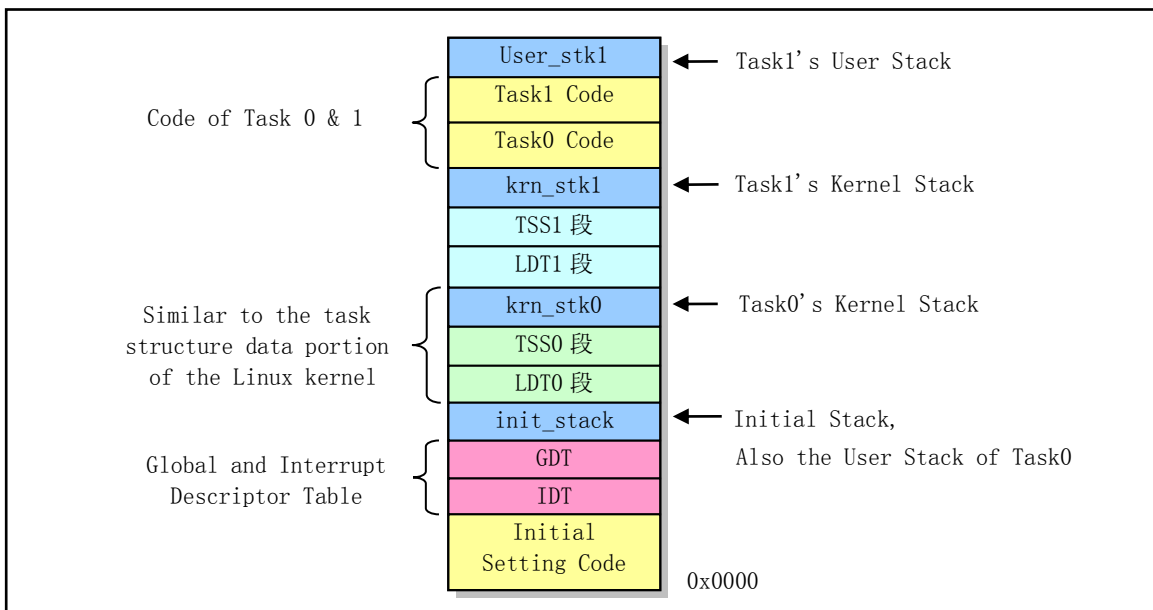 User_stk1
Task1's User Stack
Task1 Code
Code of Task 0 & 1
Task0 Code
krn_stk1
Task1's Kernel Stack
TSS1 段
LDT1 段
krn_stk0
Task0's Kernel Stack
Similar to the task
structure data portion
of the Linux kernel
TSS0 段
LDT0 段
init_stack
Initial Stack,
Also the User Stack of Task0
GDT
Global and Interrupt
Descriptor Table
IDT
Initial
Setting Code
0x0000